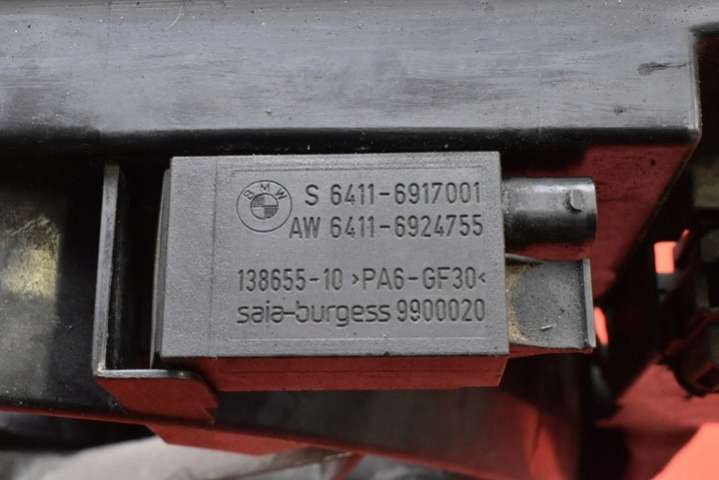 BMW
S 6411-6917001
AW 6411-6924755
138655-10 >PA6-GF30<
saia-burgess 9900020